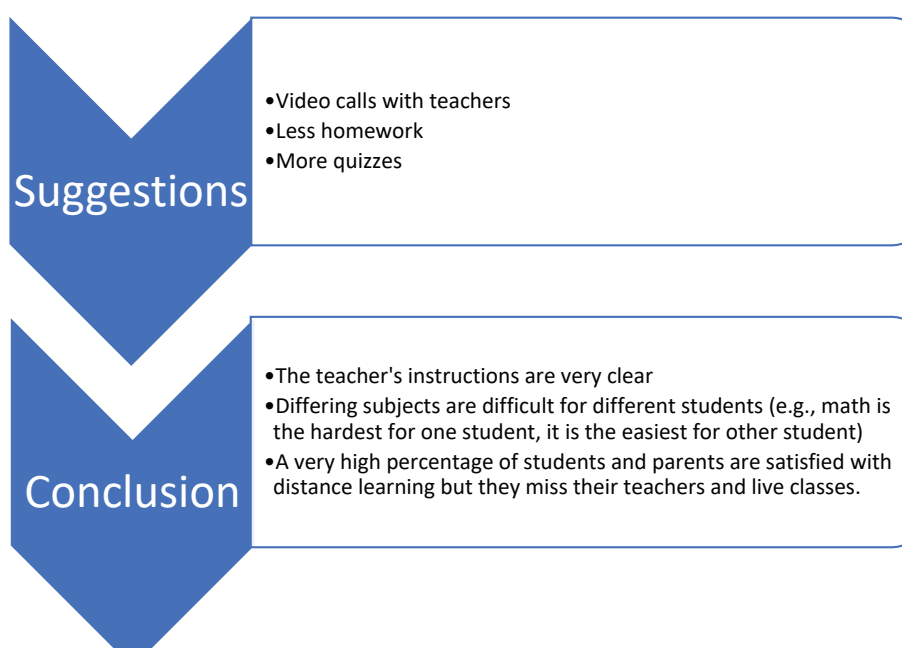 Suggestions
•Video calls with teachers
•Less homework
•More quizzes
Conclusion
•The teacher's instructions are very clear
•Differing subjects are difficult for different students (e.g., math is
the hardest for one student, it is the easiest for other student)
•A very high percentage of students and parents are satisfied with
distance learning but they miss their teachers and live classes.